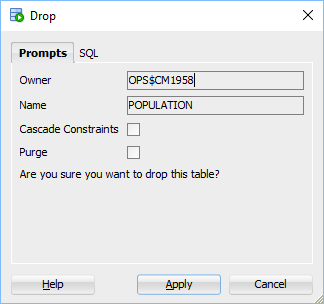 Drop
Prompts SQL
Owner OPS$CM1958
Name POPULATION
Cascade Constraints
Purge
Are you sure you want to drop this table?
Help Apply Cancel